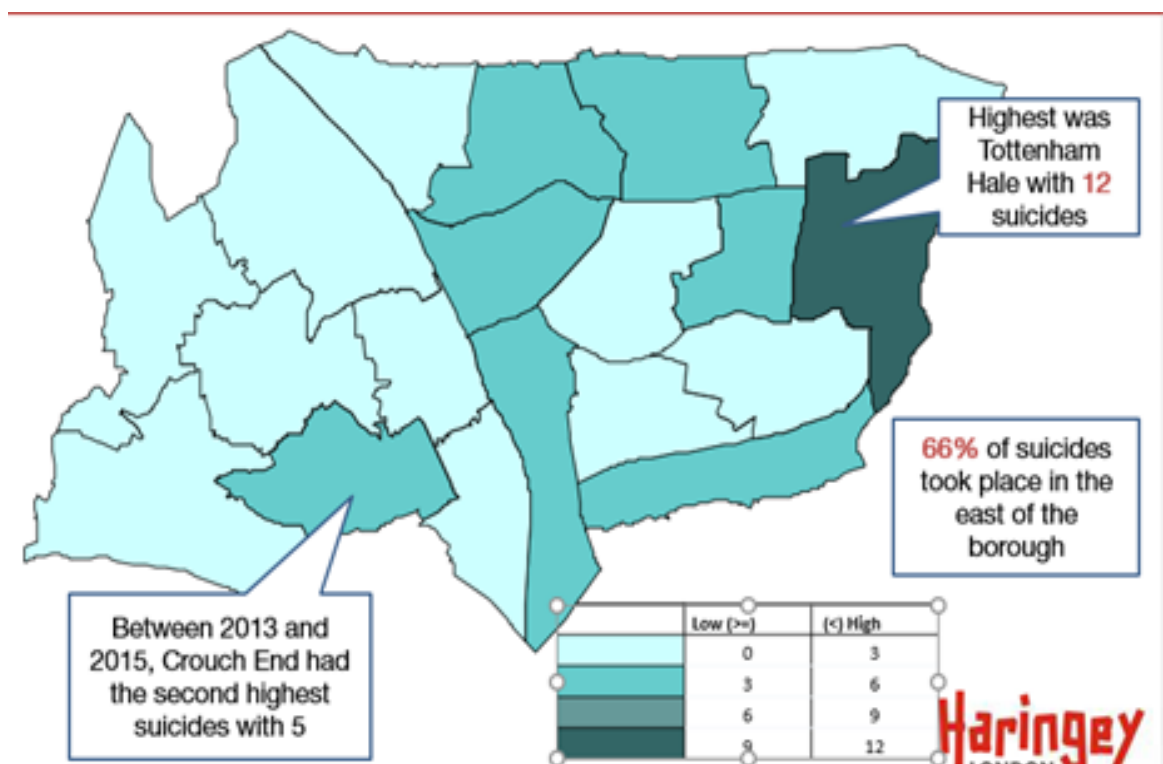 Highest was
Tottenham
Hale with 12
suicides
66% of suicides
took place in the
east of the
borough
Between 2013 and
2015, Crouch End had
the second highest
suicides with 5
Low (>=) (<) High
0 3
3 6
6 9
9 12
Haringey
LONDON